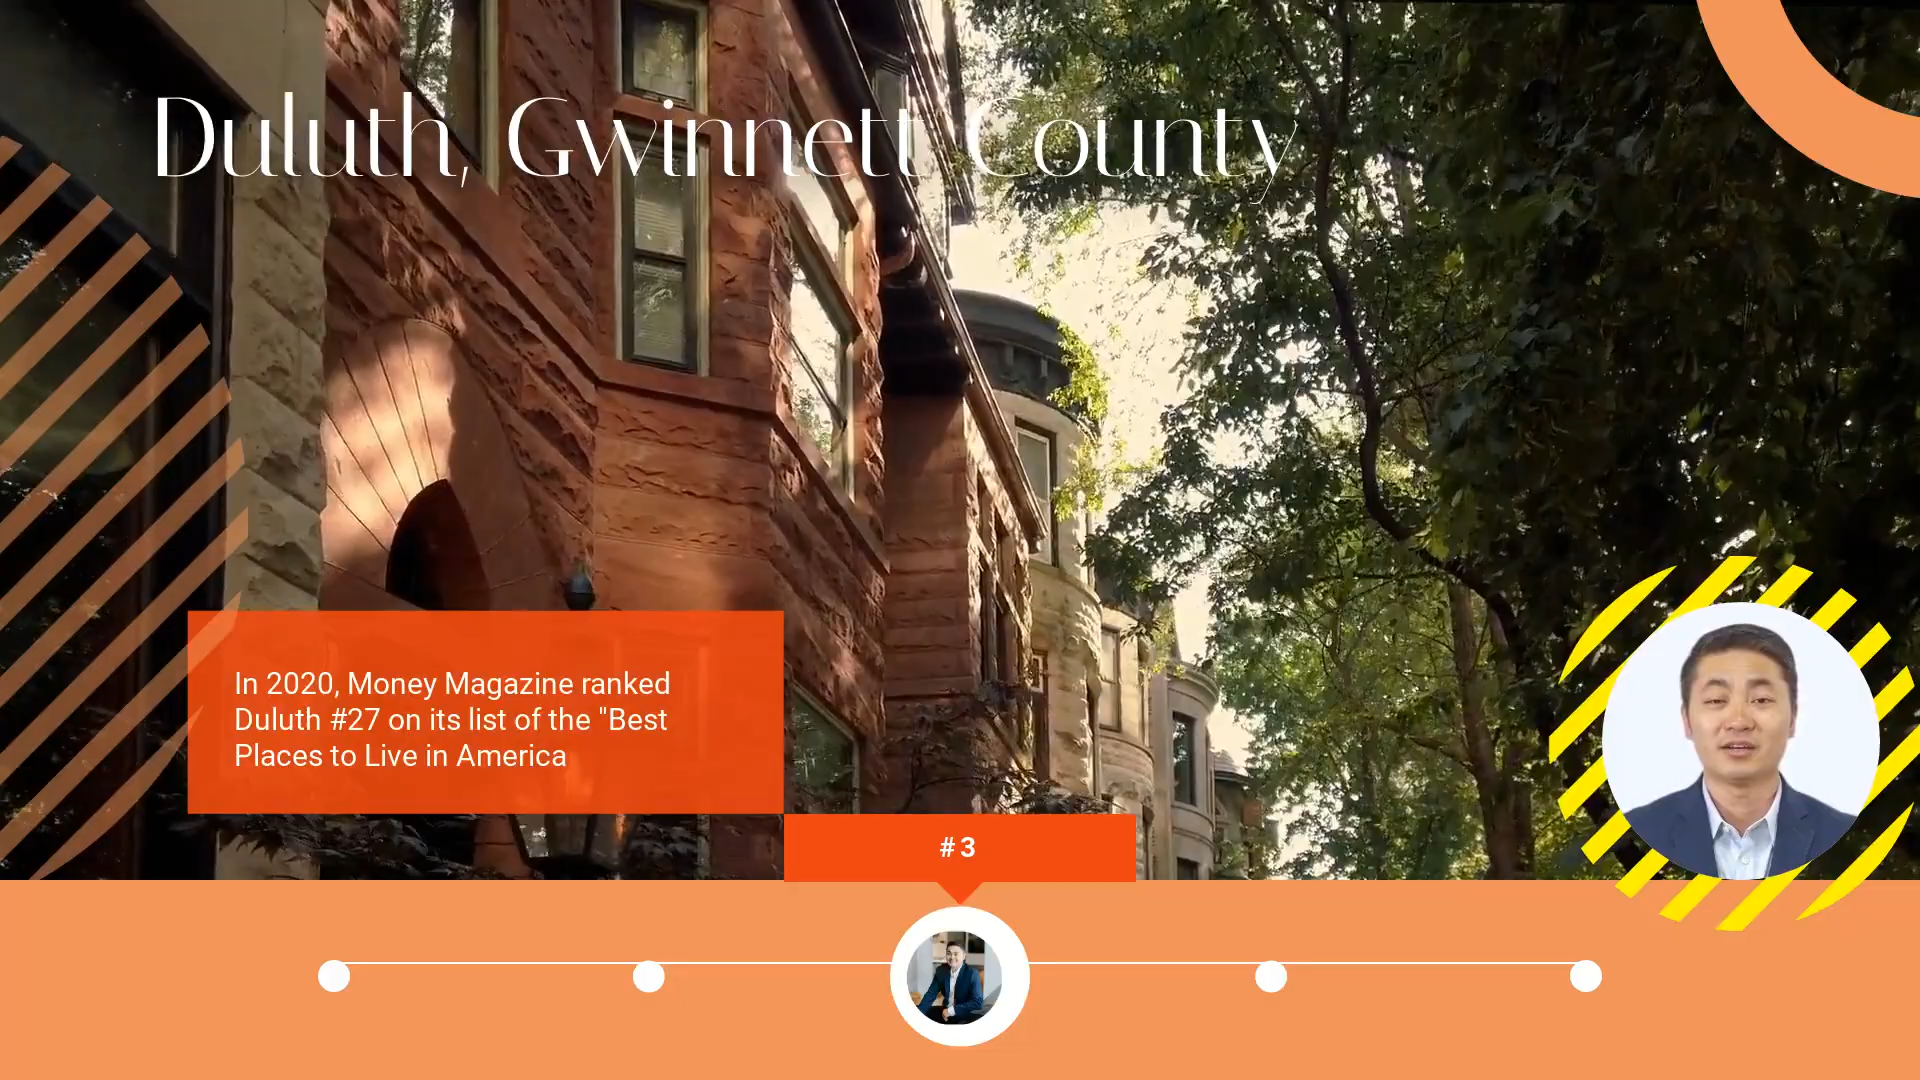 Duluth, Gwinnett County
In 2020, Money Magazine ranked
Duluth #27 on its list of the "Best
Places to Live in America
#3